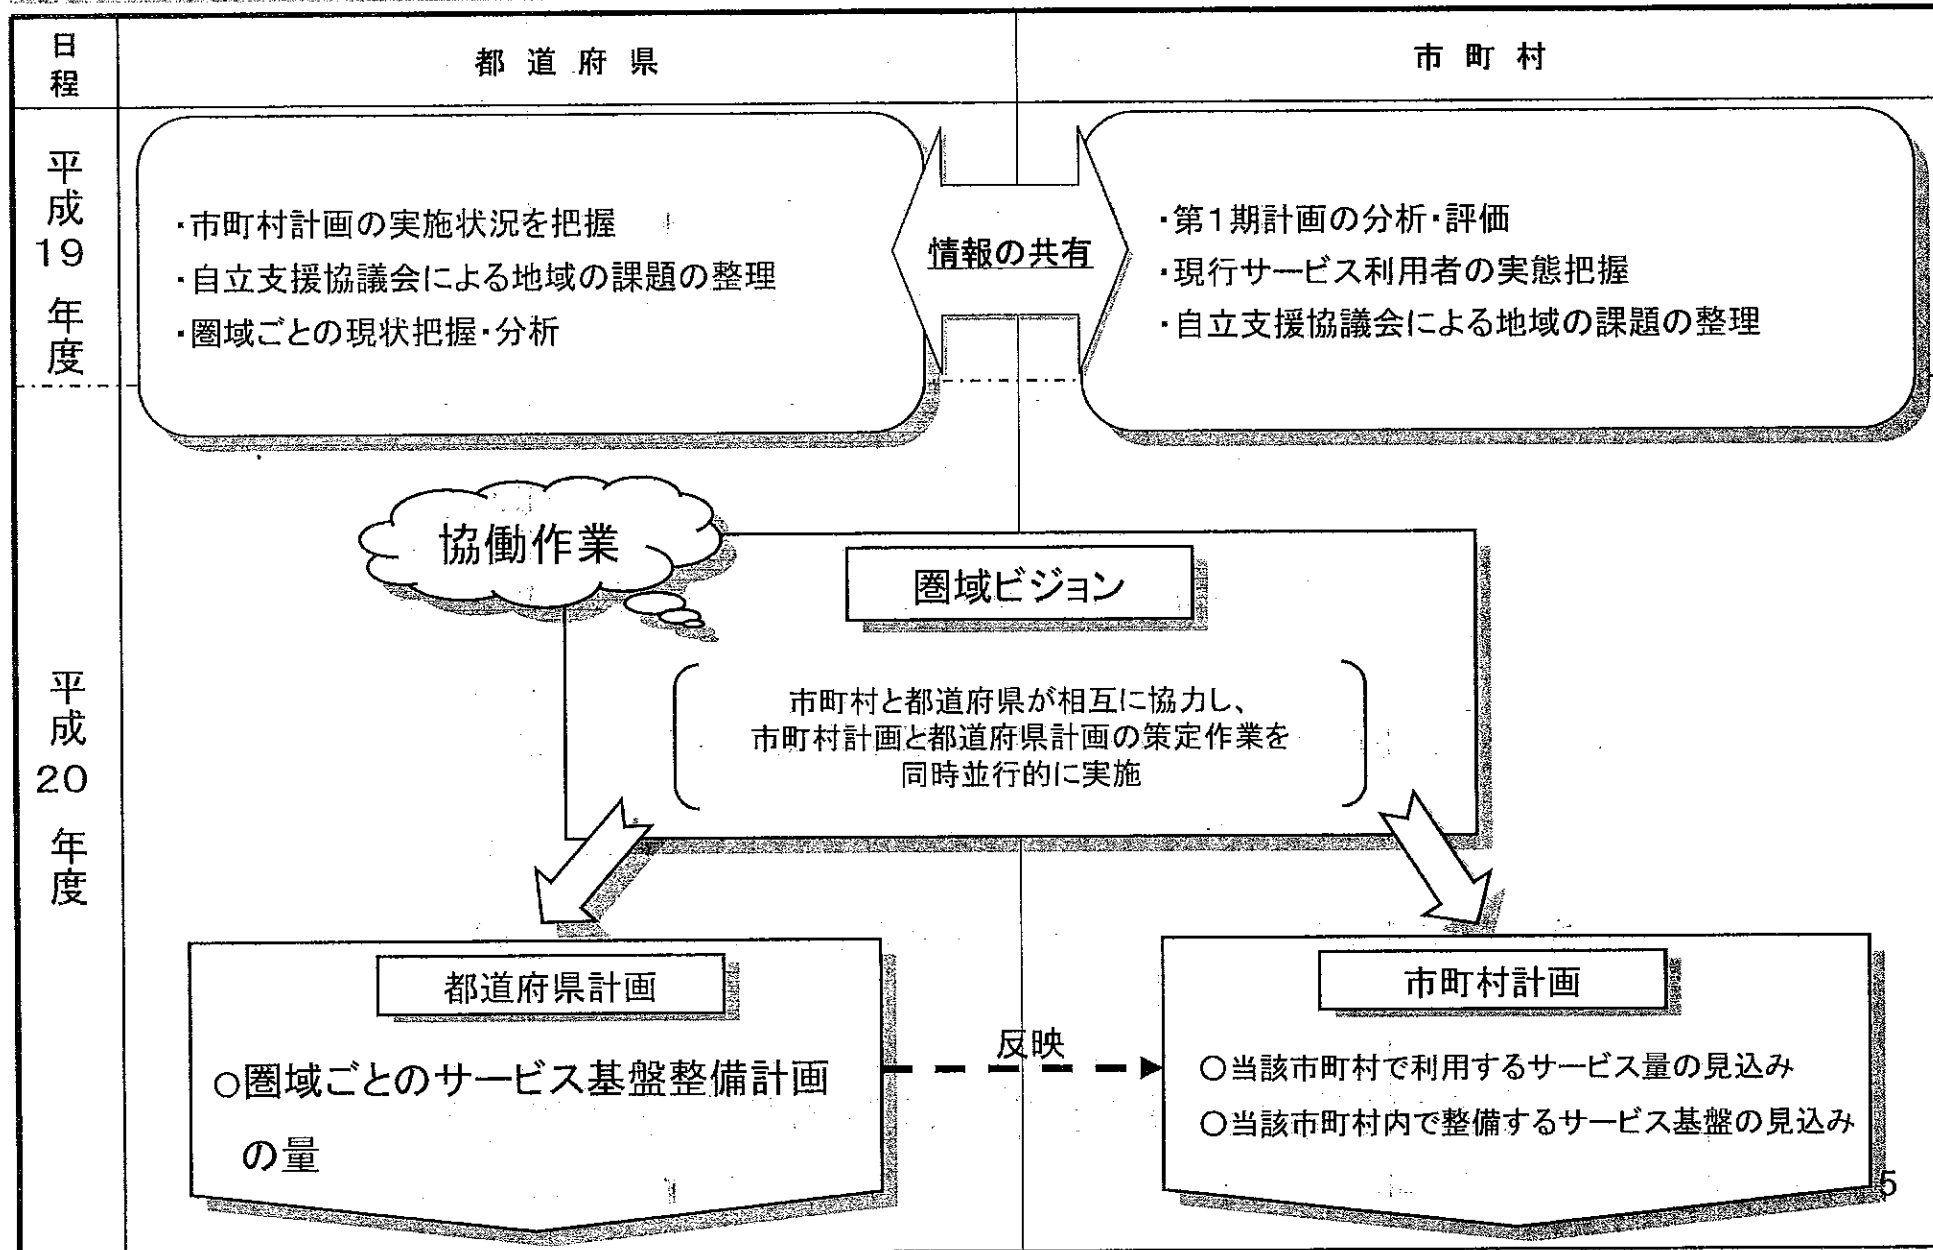 日程
都道府県
市町村
平成19年度
・市町村計画の実施状況を把握
・自立支援協議会による地域の課題の整理
・圏域ごとの現状把握・分析
情報の共有
・第1期計画の分析・評価
・現行サービス利用者の実態把握
・自立支援協議会による地域の課題の整理
平成20年度
協働作業
圏域ビジョン
市町村と都道府県が相互に協力し、
市町村計画と都道府県計画の策定作業を
同時並行的に実施
都道府県計画
○圏域ごとのサービス基盤整備計画
の量
反映
市町村計画
○当該市町村で利用するサービス量の見込み
○当該市町村内で整備するサービス基盤の見込み
5